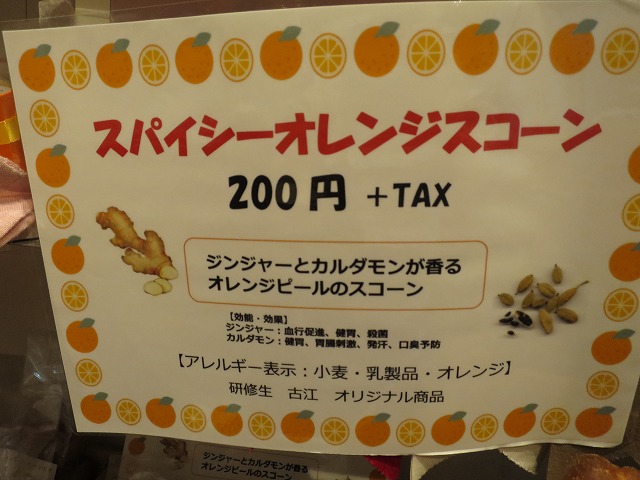 スパイシーオレンジスコーン
200円 +TAX
ジンジャーとカルダモンが香る
オレンジピールのスコーン
【効能・効果】
ジンジャー：血行促進、健胃、殺菌
カルダモン：健胃、胃腸刺激、発汗、口臭予防
【アレルギー表示：小麦・乳製品・オレンジ】
研修生 古江 オリジナル商品
ジンジャーとカルダモンが香る
オレンジピールのスコーン